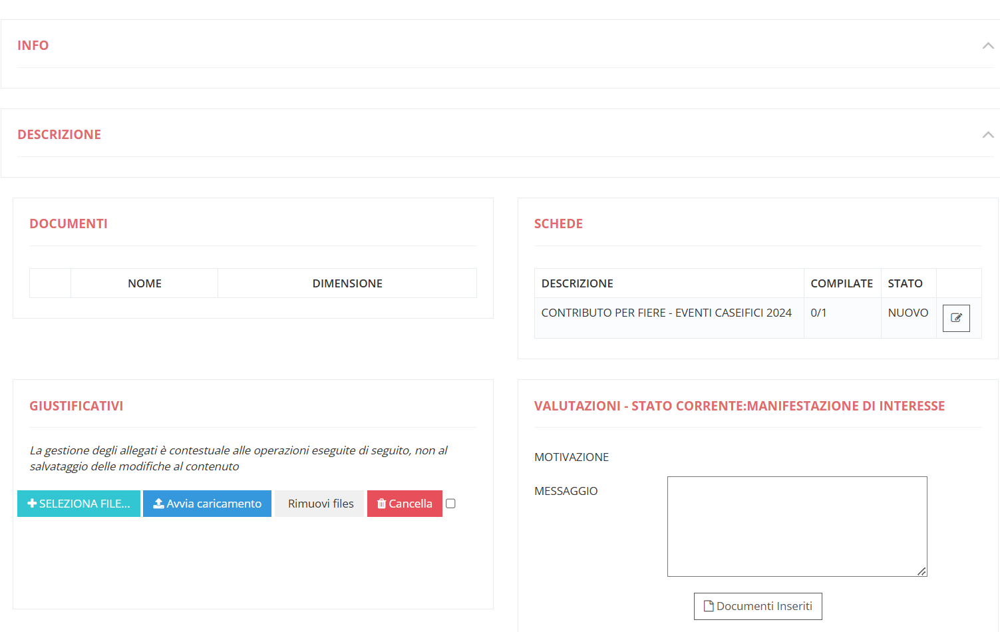 INFO
DESCRIZIONE
DOCUMENTI
NOME DIMENSIONE
SCHEDE
DESCRIZIONE COMPILATE STATO
CONTRIBUTO PER FIERE - EVENTI CASEIFICI 2024 0/1 NUOVO
GIUSTIFICATIVI
La gestione degli allegati è contestuale alle operazioni eseguite di seguito, non al
salvataggio delle modifiche al contenuto
SELEZIONA FILE... Avvia caricamento Rimuovi files Cancella
VALUTAZIONI - STATO CORRENTE:MANIFESTAZIONE DI INTERESSE
MOTIVAZIONE
MESSAGGIO
Documenti Inseriti